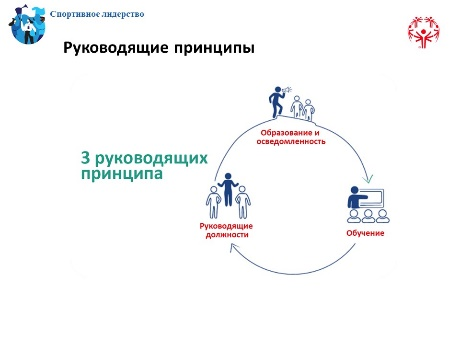 Спортивное лидерство
Руководящие принципы
Образование и
осведомленность
3 руководящих
принципа
Руководящие
должности
Обучение